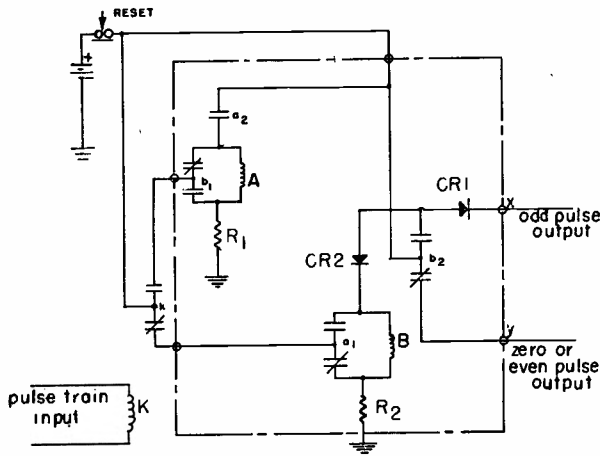 RESET
+
a2
b1
A
R1
CR1
X
odd pulse
output
CR2
b2
k
a1
B
Y
zero or
even pulse
output
R2
pulse train
input
K